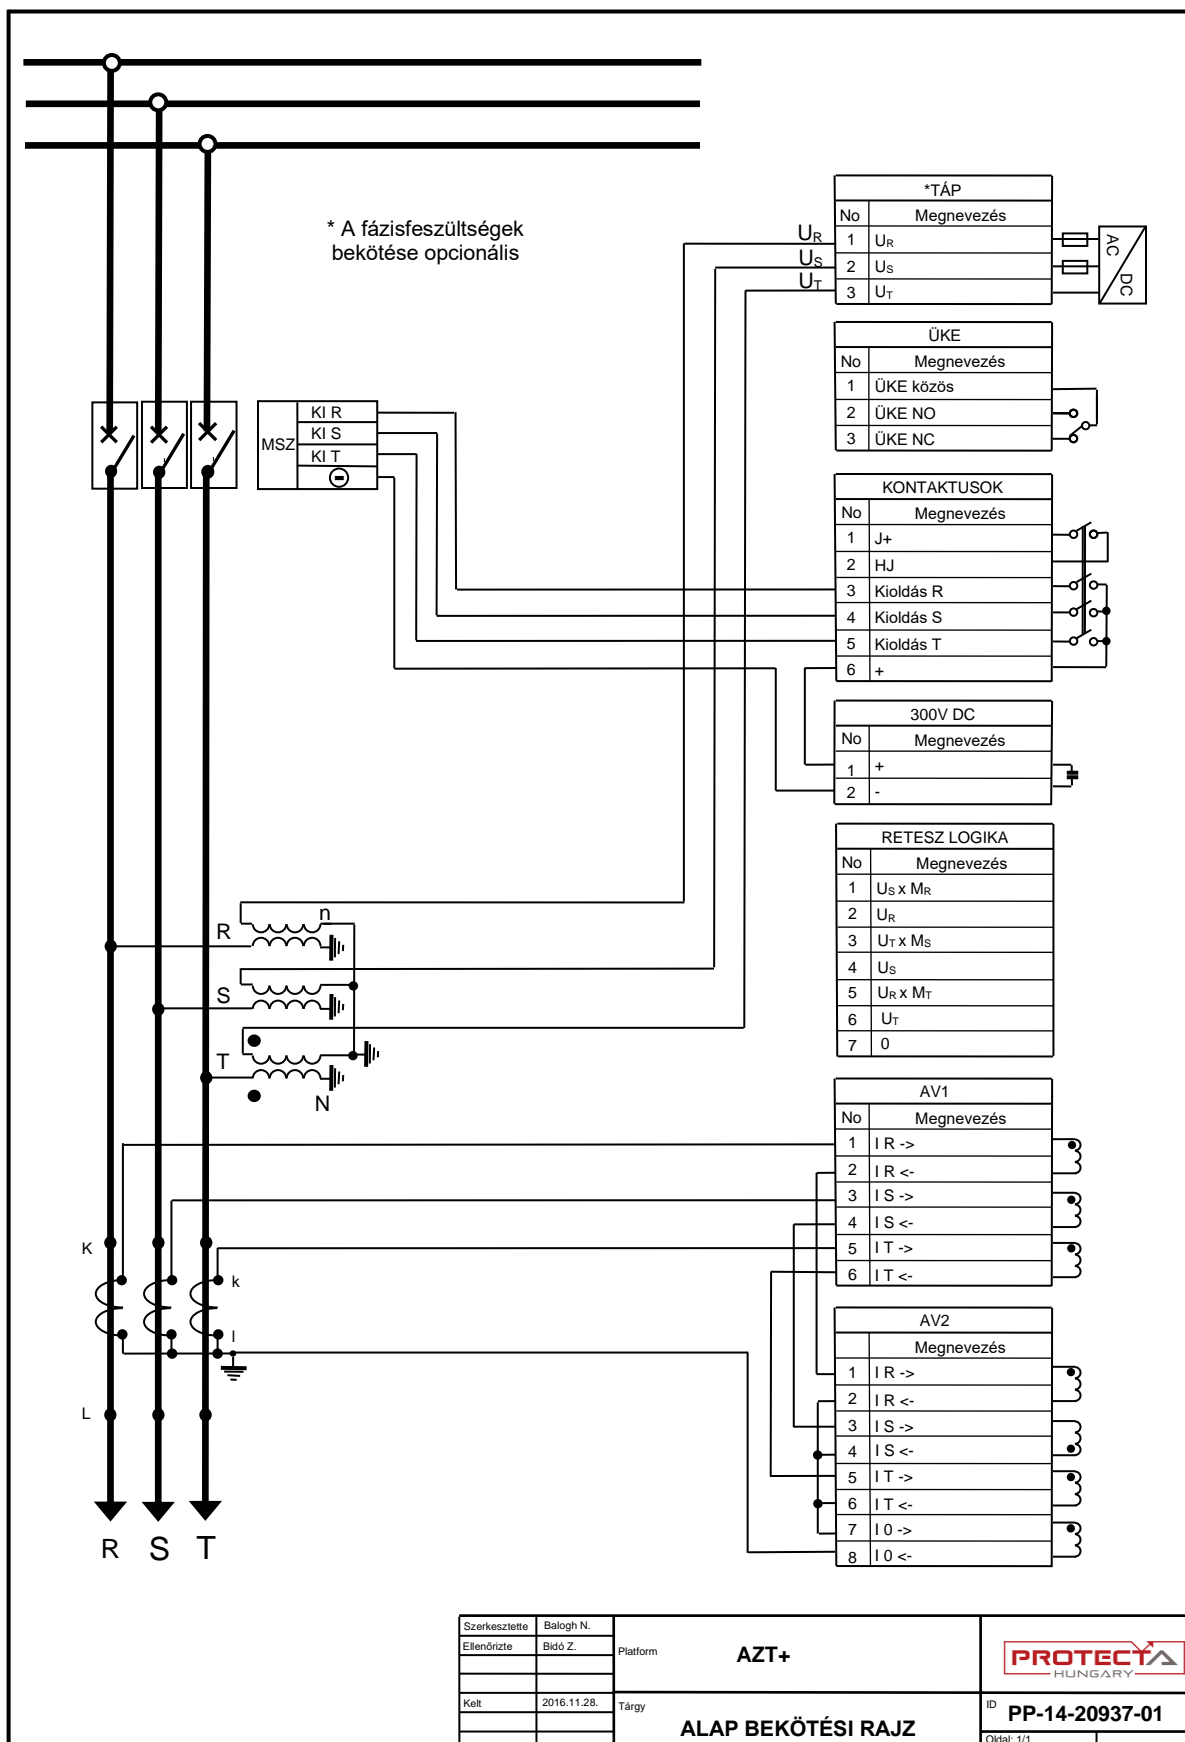 * A fázisfeszültségek
bekötése opcionális
UR
US
UT
*TÁP
No Megnevezés
1 UR
2 US
3 UT
AC
DC
ÜKE
No Megnevezés
1 ÜKE közös
2 ÜKE NO
3 ÜKE NC
MSZ
KI R
KI S
KI T
KONTAKTUSOK
No Megnevezés
1 J+
2 HJ
3 Kioldás R
4 Kioldás S
5 Kioldás T
6 +
300V DC
No Megnevezés
1 +
2 -
RETESZ LOGIKA
No Megnevezés
1 US x MR
2 UR
3 UT x MS
4 US
5 UR x MT
6 UT
7 0
n
R
S
T
N
AV1
No Megnevezés
1 I R ->
2 I R <-
3 I S ->
4 I S <-
5 I T ->
6 I T <-
K
k
l
L
AV2
Megnevezés
1 I R ->
2 I R <-
3 I S ->
4 I S <-
5 I T ->
6 I T <-
7 I 0 ->
8 I 0 <-
R S T
Szerkesztette Balogh N.
Ellenőrizte Bidó Z.
Platform AZT+
PROTECTA
HUNGARY
Kelt 2016.11.28.
Tárgy ALAP BEKÖTÉSI RAJZ
ID PP-14-20937-01
Oldal: 1/1